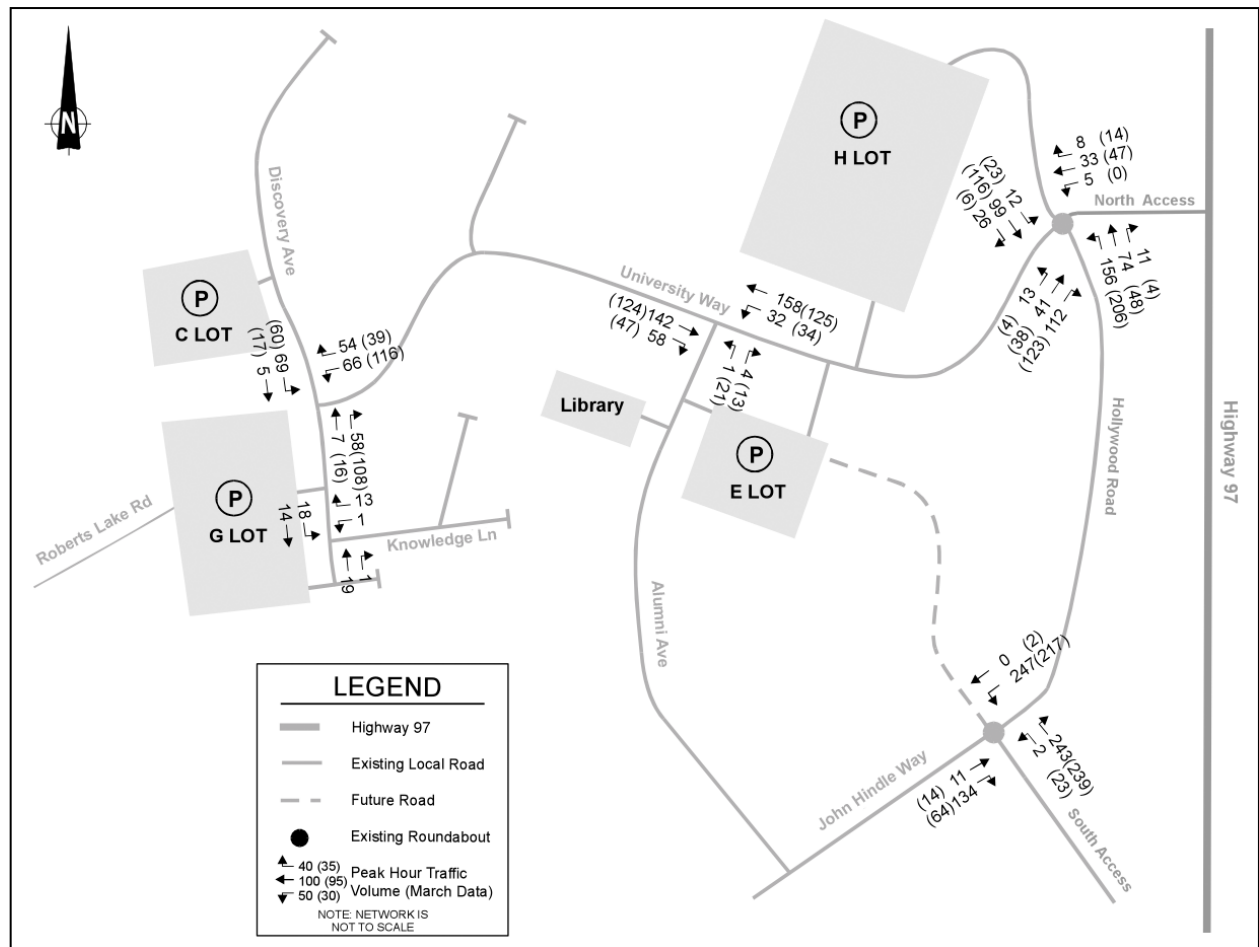 N
P
H LOT
8 (14)
33 (47)
5 (0)
North Access
(23) 12
(116) 99
(6) 26
11 (4)
74 (48)
156 (206)
Discovery Ave
P
C LOT
University Way
158(125)
32 (34)
(124)142
(47) 58
(4) 13
(38) 41
(123) 112
(60) 69
(17) 5
54 (39)
66 (116)
4 (13)
1 (21)
Library
P
E LOT
Hollywood Road
Highway 97
58(108)
7 (16)
P
G LOT
13
1
18
14
Knowledge Ln
Roberts Lake Rd
1
19
Alumni Ave
0 (2)
247(217)
243(239)
2 (23)
(14) 11
(64)134
John Hindle Way
South Access
LEGEND
Highway 97
Existing Local Road
Future Road
Existing Roundabout
40 (35)
100 (95)
50 (30)
Peak Hour Traffic
Volume (March Data)
NOTE: NETWORK IS
NOT TO SCALE